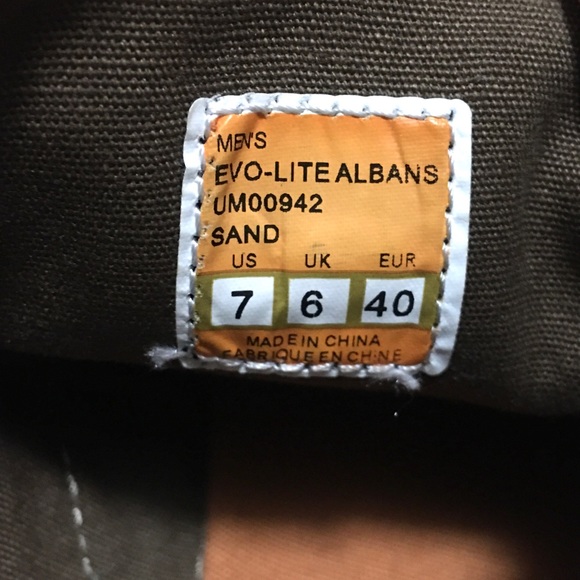 MEN'S
EVO-LITE ALBANS
UM00942
SAND
US UK EUR
7 6 40
MADE IN CHINA
FABRIQUE EN CHINE